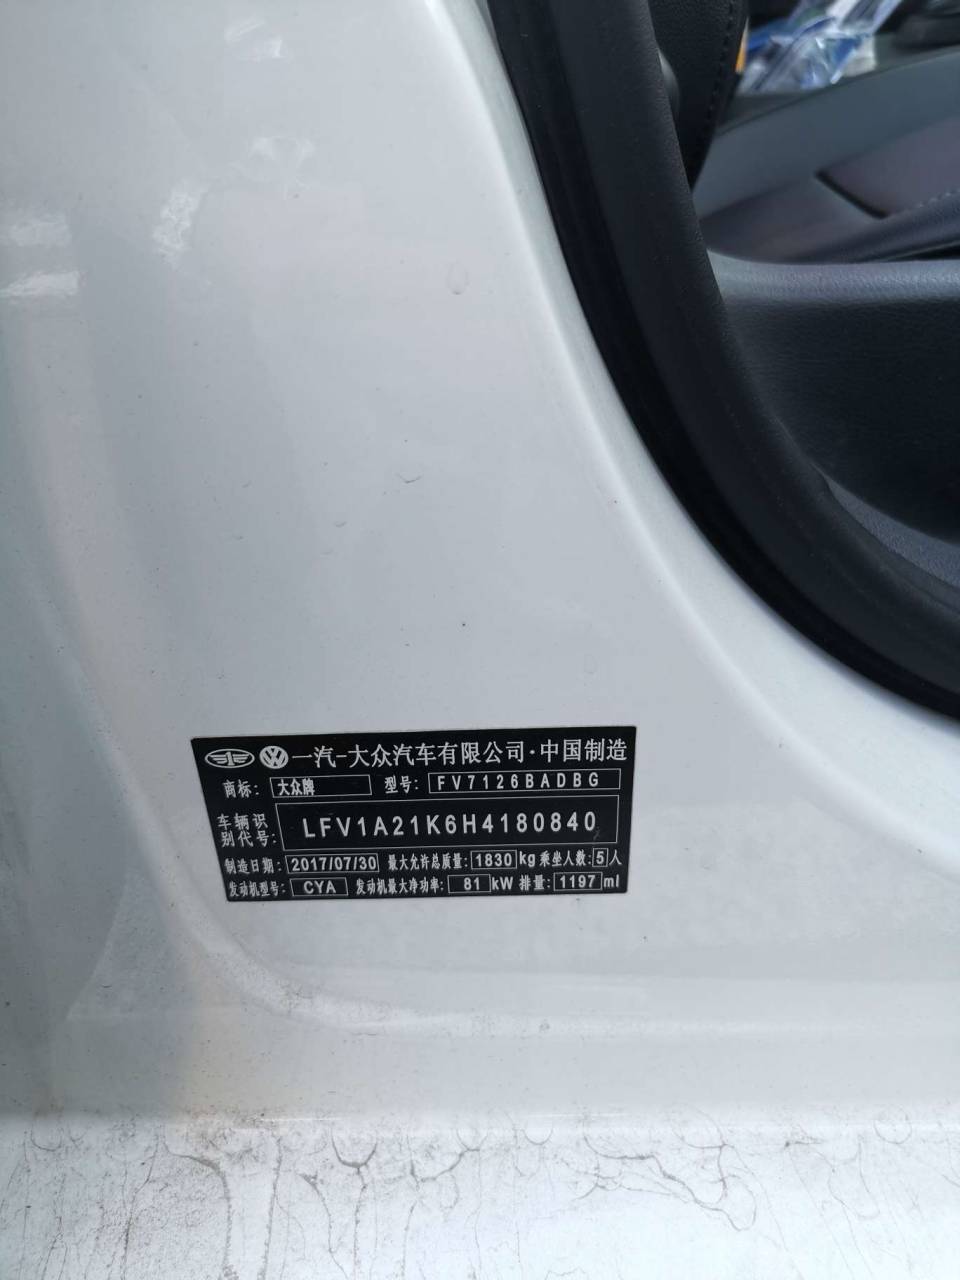 一汽-大众汽车有限公司·中国制造
商标: 大众牌 型号: FV7126BADBG
车辆识别代号: LFV1A21K6H4180840
制造日期: 2017/07/30 最大允许总质量: 1830 kg 乘坐人数: 5 人
发动机型号: CYA 发动机最大净功率: 81 kW 排量: 1197 ml